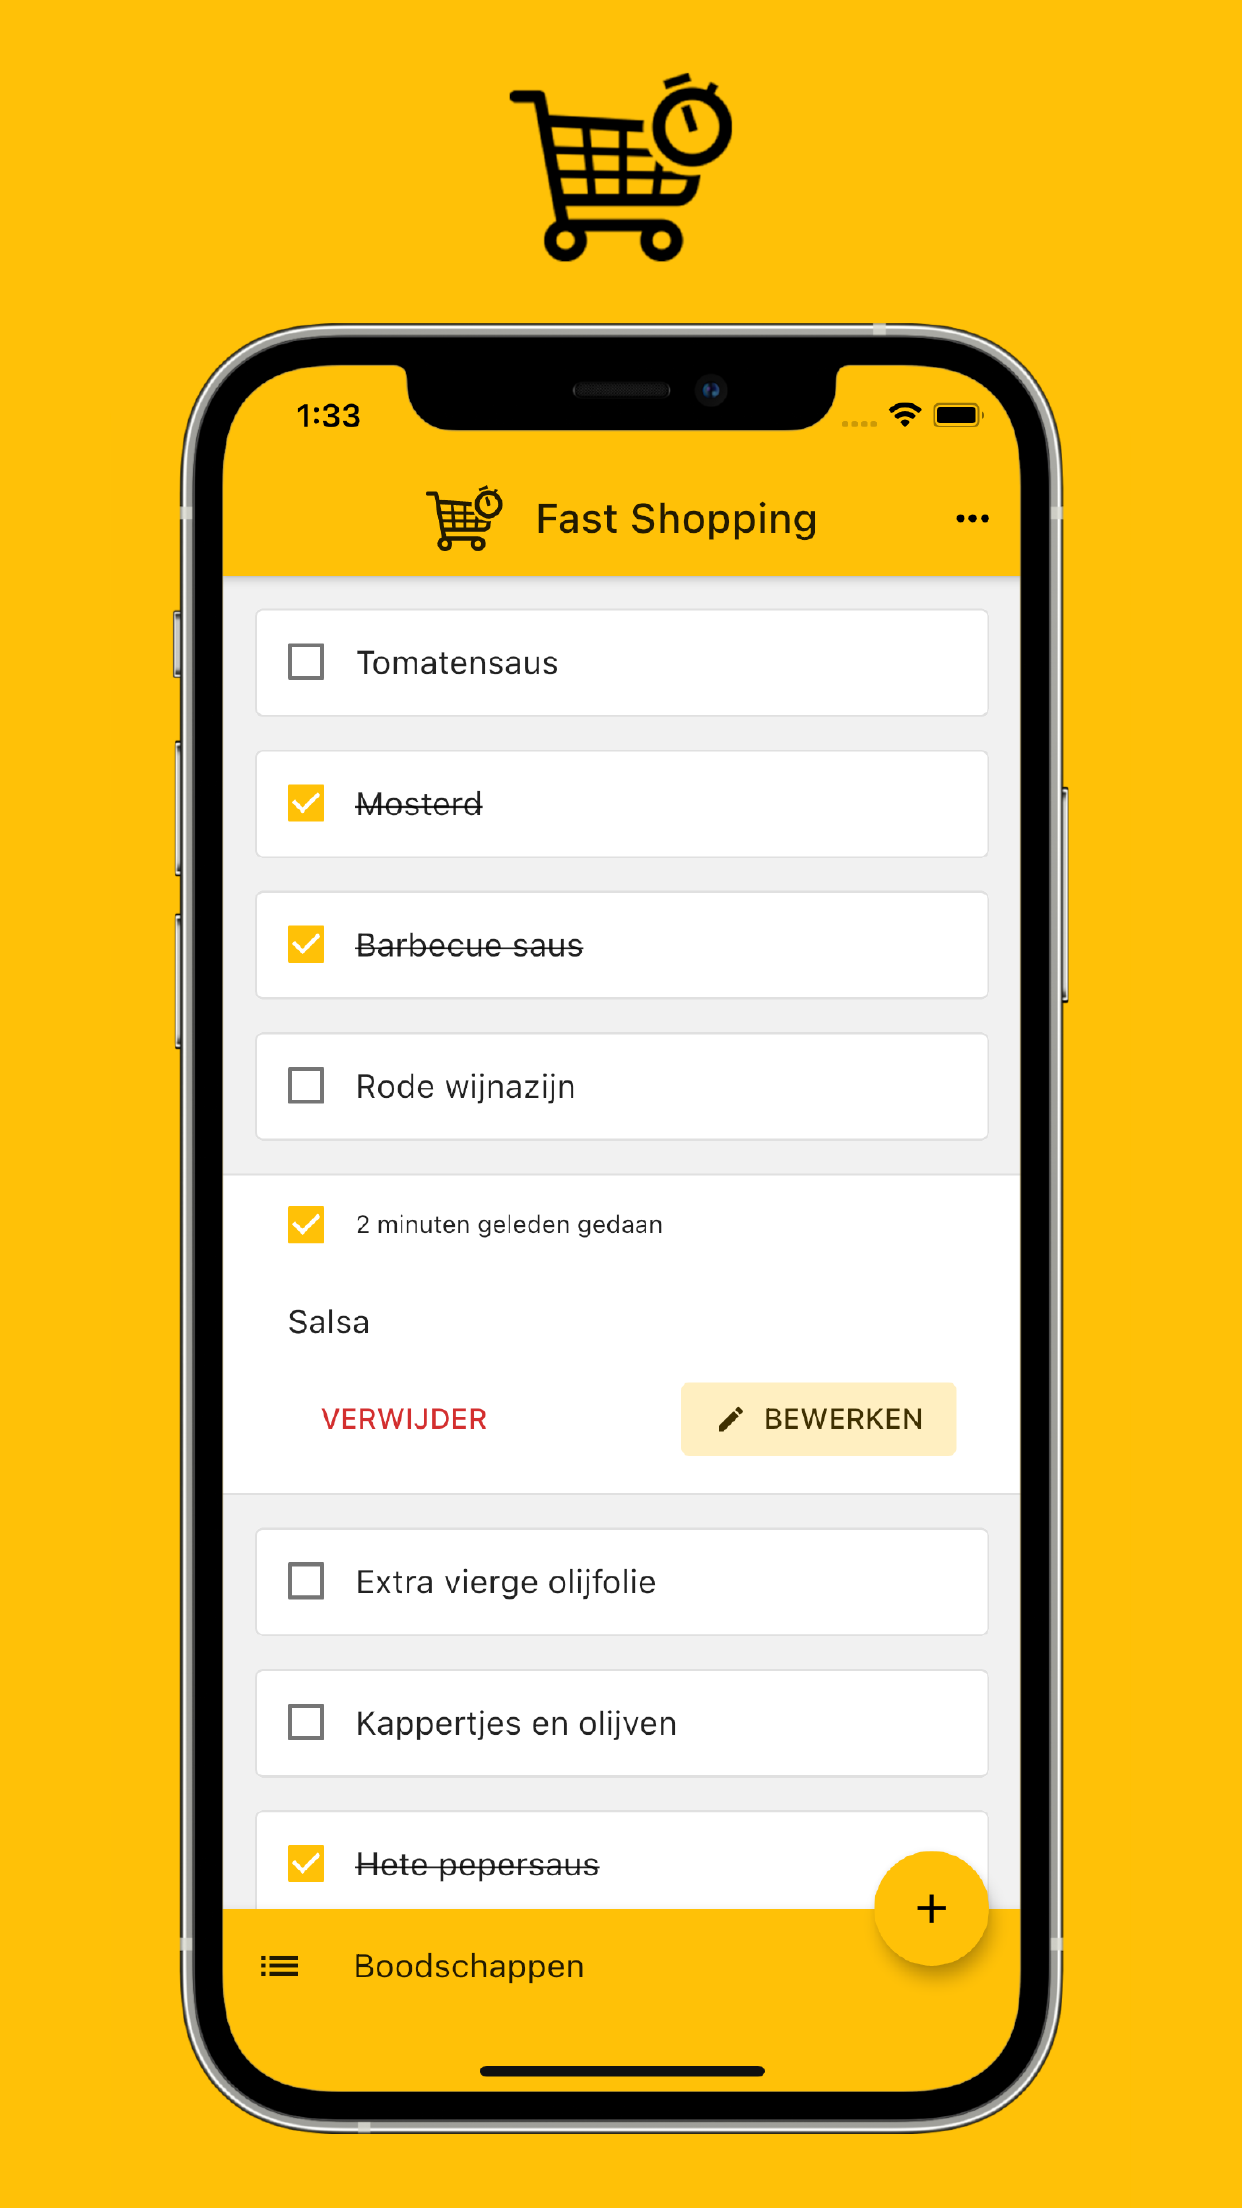 1:33
Fast Shopping
Tomatensaus
Mosterd
Barbecue saus
Rode wijnazijn
2 minuten geleden gedaan
Salsa
VERWIJDER
BEWERKEN
Extra vierge olijfolie
Kappertjes en olijven
Hete pepersaus
Boodschappen